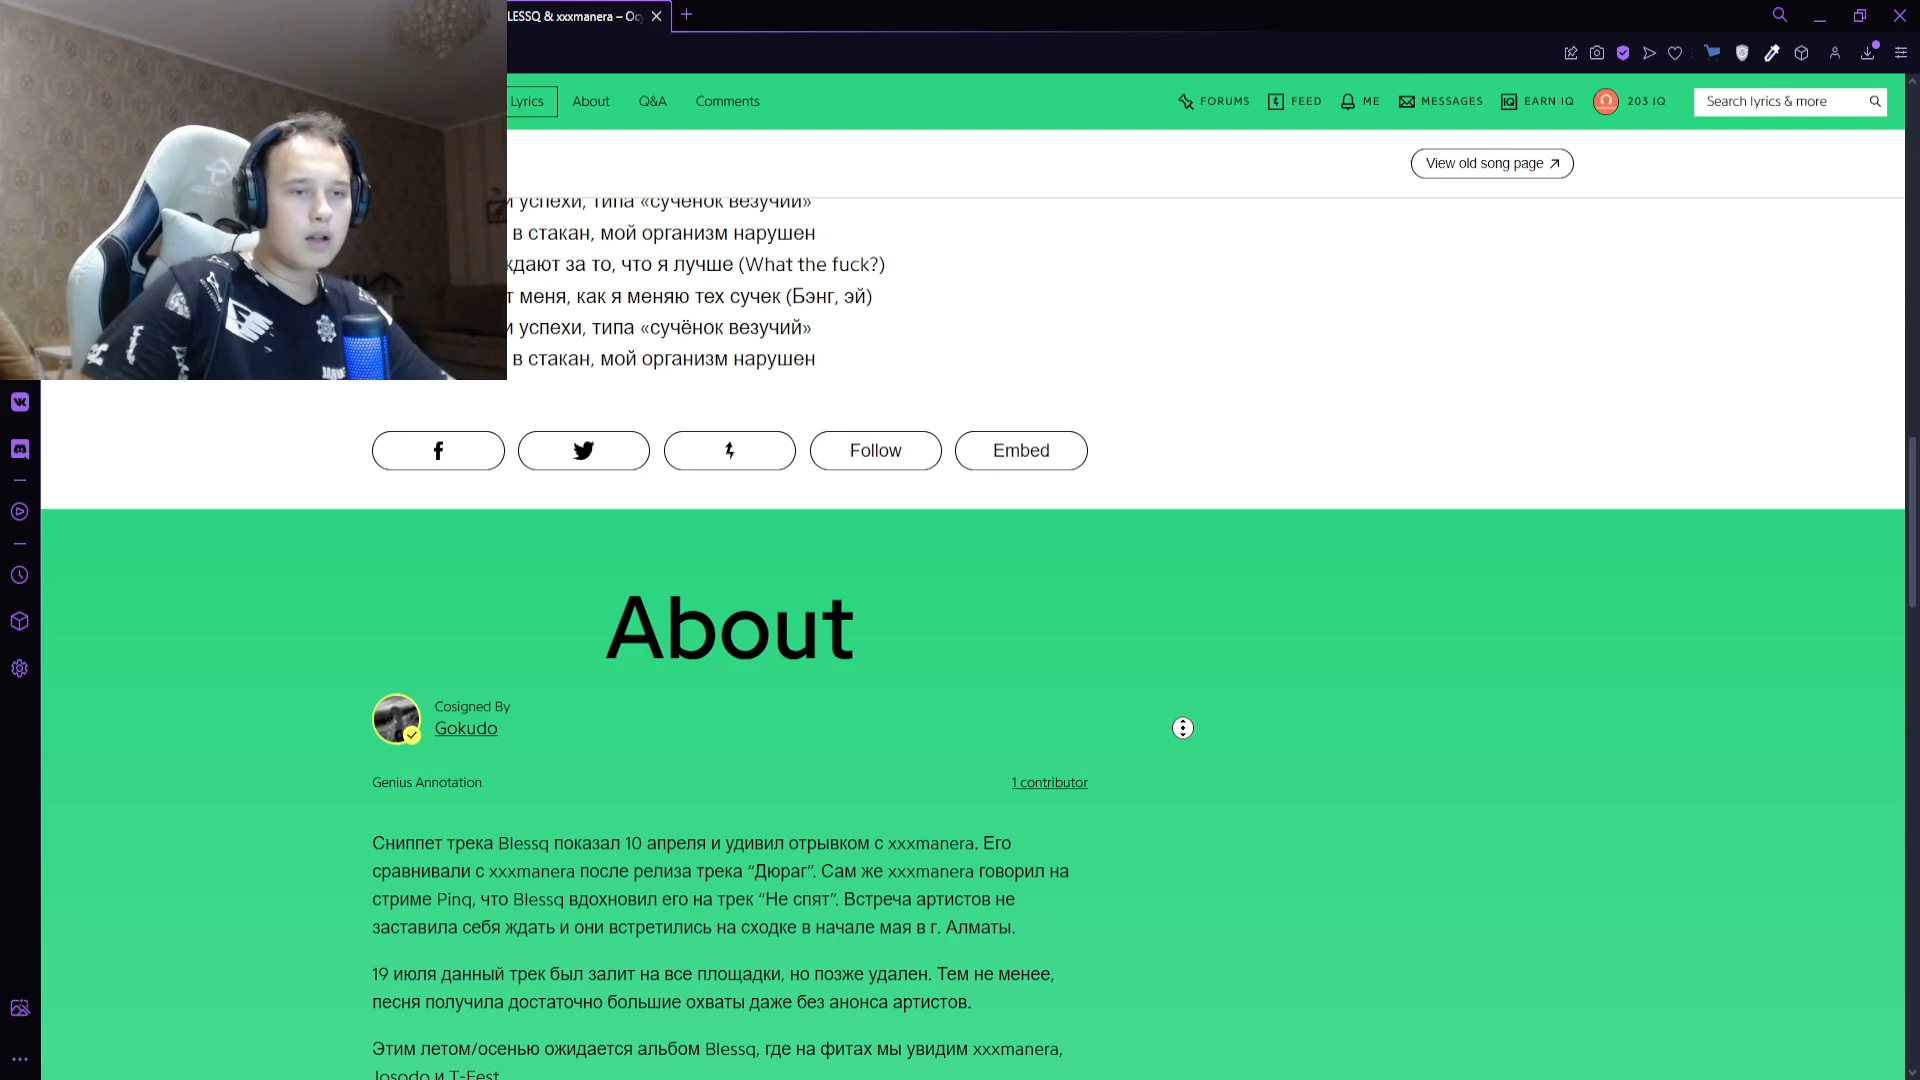 LESSQ & xxxmanera – Ос
Lyrics
About
Q&A
Comments
FORUMS
FEED
ME
MESSAGES
EARN IQ
203 IQ
Search lyrics & more
View old song page
и успехи, типа «сучёнок везучий»
в стакан, мой организм нарушен
ждают за то, что я лучше (What the fuck?)
т меня, как я меняю тех сучек (Бэнг, эй)
и успехи, типа «сучёнок везучий»
в стакан, мой организм нарушен
Follow
Embed
About
Cosigned By
Gokudo
Genius Annotation
1 contributor
Сниппет трека Blessq показал 10 апреля и удивил отрывком с xxxmanera. Его
сравнивали с xxxmanera после релиза трека “Дюраг”. Сам же xxxmanera говорил на
стриме Pinq, что Blessq вдохновил его на трек “Не спят”. Встреча артистов не
заставила себя ждать и они встретились на сходке в начале мая в г. Алматы.
19 июля данный трек был залит на все площадки, но позже удален. Тем не менее,
песня получила достаточно большие охваты даже без анонса артистов.
Этим летом/осенью ожидается альбом Blessq, где на фитах мы увидим xxxmanera,
Josodo и T-Fest